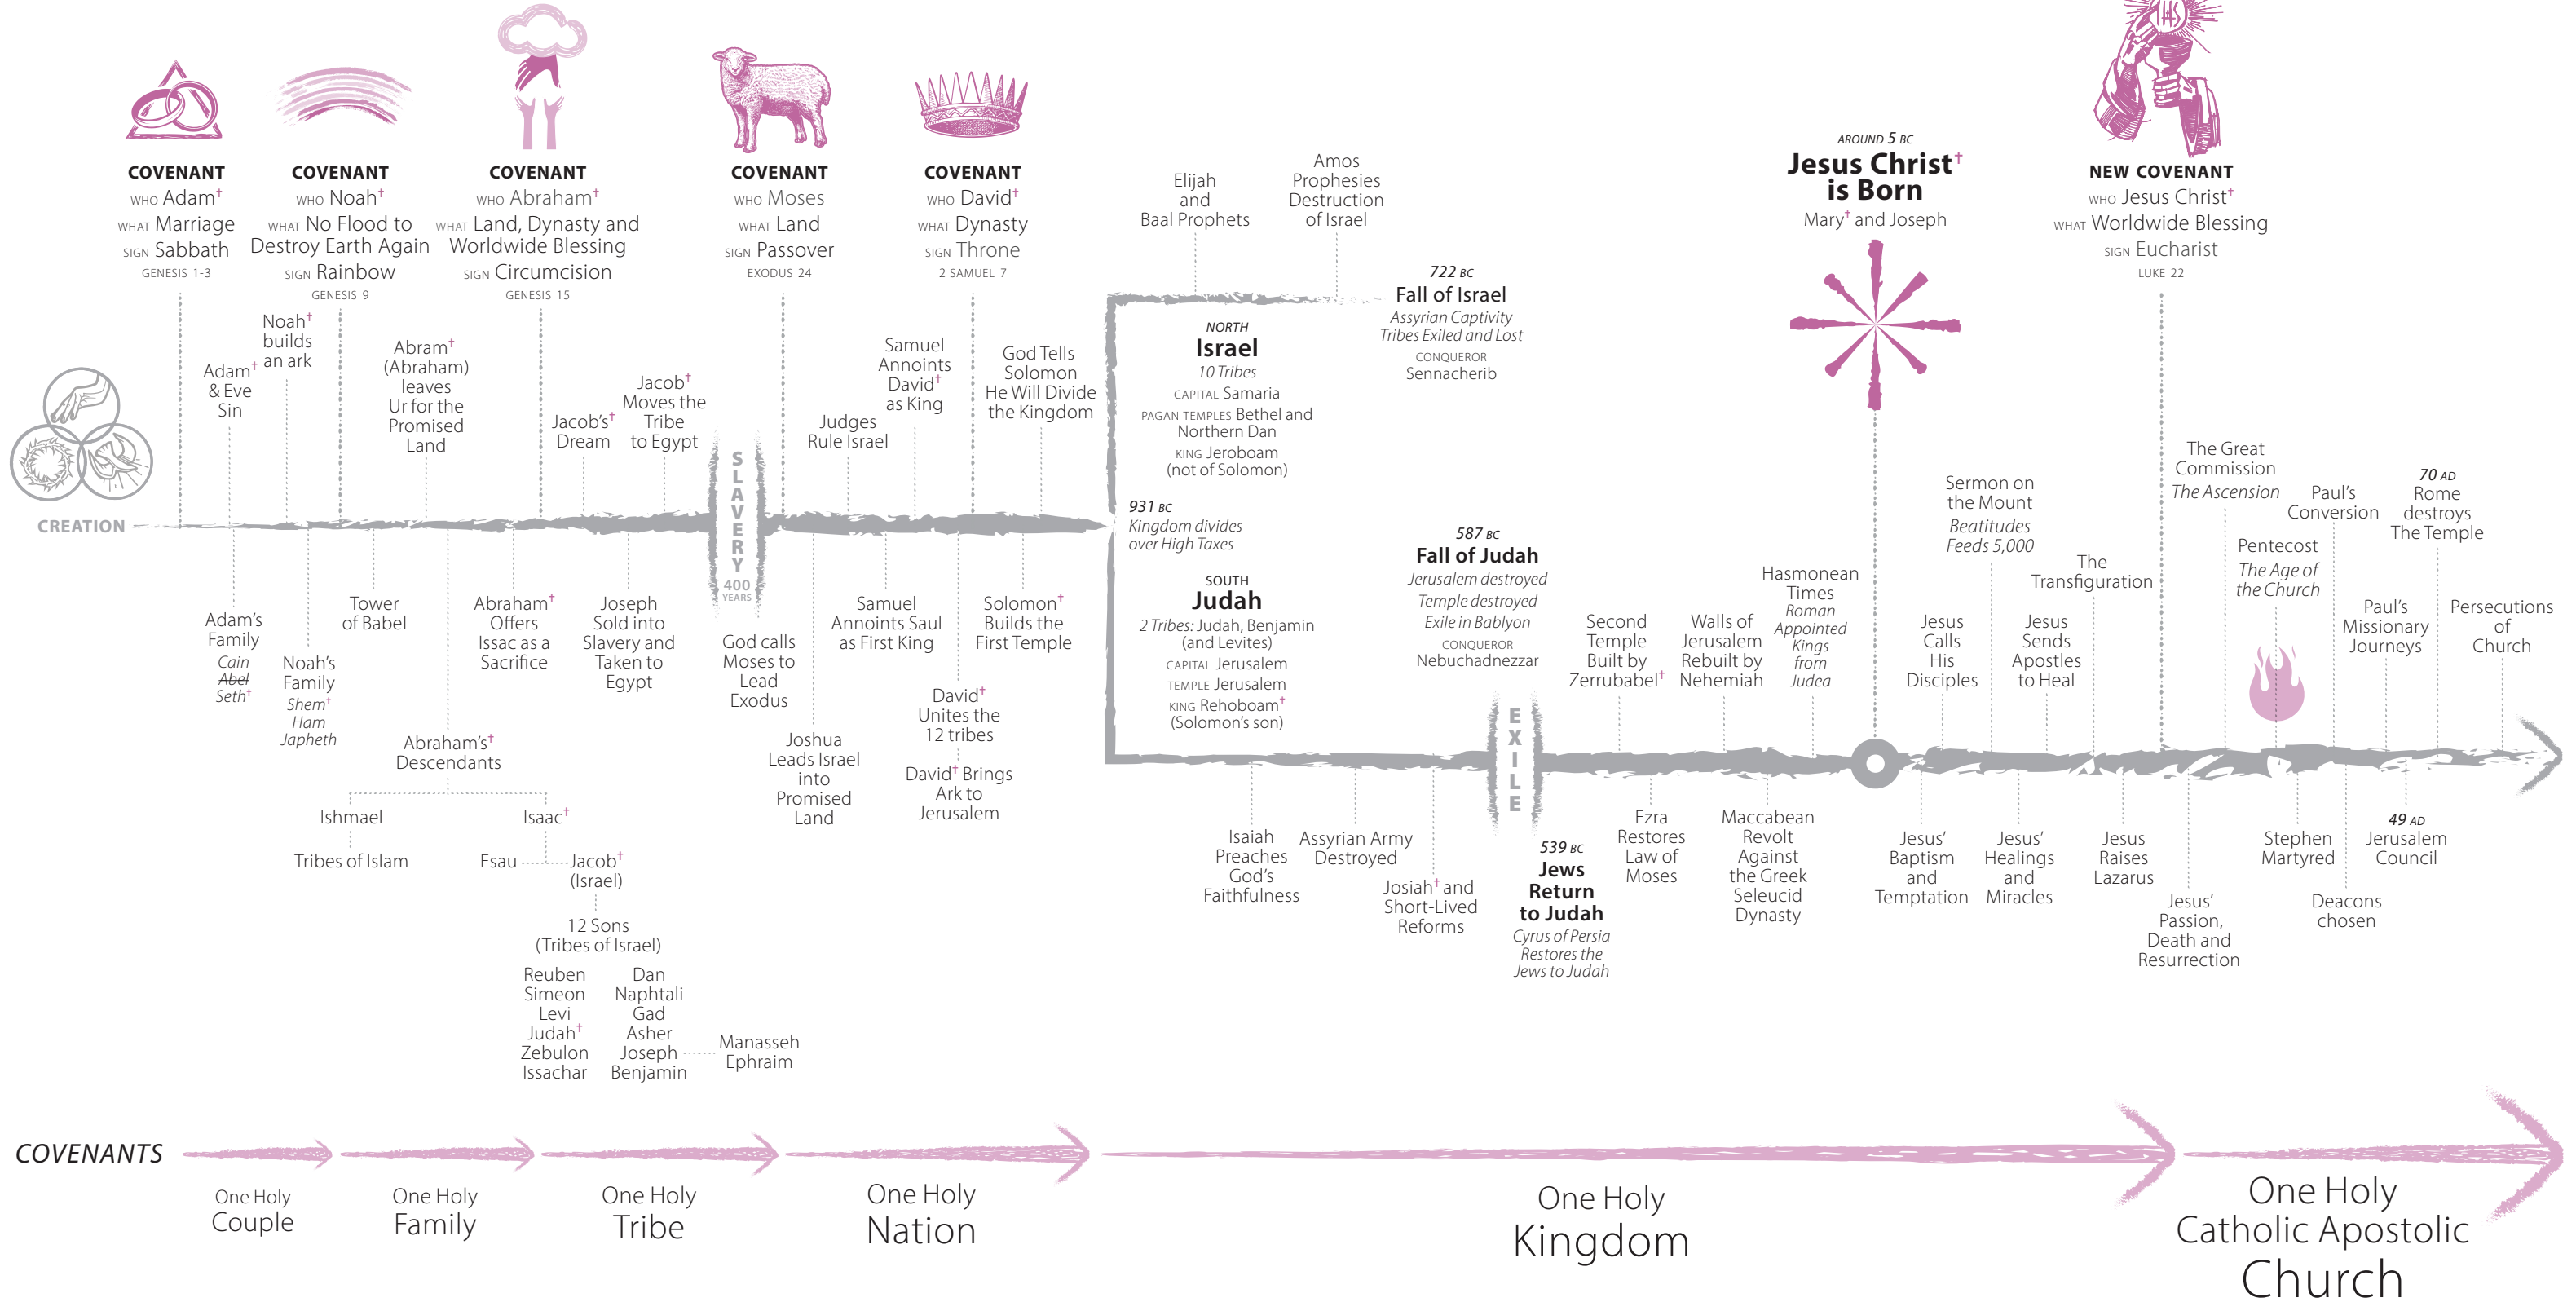 COVENANT
WHO Adam†
WHAT Marriage
SIGN Sabbath
GENESIS 1-3
COVENANT
WHO Noah†
WHAT No Flood to
Destroy Earth Again
SIGN Rainbow
GENESIS 9
COVENANT
WHO Abraham†
WHAT Land, Dynasty and
Worldwide Blessing
SIGN Circumcision
GENESIS 15
COVENANT
WHO Moses
WHAT Land
SIGN Passover
EXODUS 24
COVENANT
WHO David†
WHAT Dynasty
SIGN Throne
2 SAMUEL 7
Elijah
and
Baal Prophets
Amos
Prophesies
Destruction
of Israel
AROUND 5 BC
Jesus Christ†
is Born
Mary† and Joseph
IHS
NEW COVENANT
WHO Jesus Christ†
WHAT Worldwide Blessing
SIGN Eucharist
LUKE 22
CREATION
Adam†
& Eve
Sin
Noah†
builds
an ark
Abram†
(Abraham)
leaves
Ur for the
Promised
Land
Jacob's†
Dream
Jacob†
Moves the
Tribe
to Egypt
SLAVERY
400
YEARS
Judges
Rule Israel
Samuel
Annoints
David†
as King
God Tells
Solomon
He Will Divide
the Kingdom
NORTH
Israel
10 Tribes
CAPITAL Samaria
PAGAN TEMPLES Bethel and
Northern Dan
KING Jeroboam
(not of Solomon)
722 BC
Fall of Israel
Assyrian Captivity
Tribes Exiled and Lost
CONQUEROR
Sennacherib
931 BC
Kingdom divides
over High Taxes
SOUTH
Judah
2 Tribes: Judah, Benjamin
(and Levites)
CAPITAL Jerusalem
TEMPLE Jerusalem
KING Rehoboam†
(Solomon's son)
587 BC
Fall of Judah
Jerusalem destroyed
Temple destroyed
Exile in Bablyon
CONQUEROR
Nebuchadnezzar
EXILE
Second
Temple
Built by
Zerrubabel†
Walls of
Jerusalem
Rebuilt by
Nehemiah
Hasmonean
Times
Roman
Appointed
Kings
from
Judea
Jesus
Calls
His
Disciples
Sermon on
the Mount
Beatitudes
Feeds 5,000
Jesus
Sends
Apostles
to Heal
The
Transfiguration
The Great
Commission
The Ascension
Pentecost
The Age of
the Church
Paul's
Conversion
Paul's
Missionary
Journeys
70 AD
Rome
destroys
The Temple
Persecutions
of
Church
Adam's
Family
Cain
Abel
Seth†
Noah's
Family
Shem†
Ham
Japheth
Tower
of Babel
Abraham's†
Descendants
Ishmael
Tribes of Islam
Isaac†
Esau
Jacob†
(Israel)
12 Sons
(Tribes of Israel)
Reuben
Simeon
Levi
Judah†
Zebulon
Issachar
Dan
Naphtali
Gad
Asher
Joseph
Benjamin
Manasseh
Ephraim
Abraham†
Offers
Issac as a
Sacrifice
Joseph
Sold into
Slavery and
Taken to
Egypt
God calls
Moses to
Lead
Exodus
Joshua
Leads Israel
into
Promised
Land
Samuel
Annoints Saul
as First King
David†
Unites the
12 tribes
David† Brings
Ark to
Jerusalem
Solomon†
Builds the
First Temple
Isaiah
Preaches
God's
Faithfulness
Assyrian Army
Destroyed
Josiah† and
Short-Lived
Reforms
539 BC
Jews
Return
to Judah
Cyrus of Persia
Restores the
Jews to Judah
Ezra
Restores
Law of
Moses
Maccabean
Revolt
Against
the Greek
Seleucid
Dynasty
Jesus'
Baptism
and
Temptation
Jesus'
Healings
and
Miracles
Jesus
Raises
Lazarus
Jesus'
Passion,
Death and
Resurrection
Stephen
Martyred
Deacons
chosen
49 AD
Jerusalem
Council
COVENANTS
One Holy
Couple
One Holy
Family
One Holy
Tribe
One Holy
Nation
One Holy
Kingdom
One Holy
Catholic Apostolic
Church